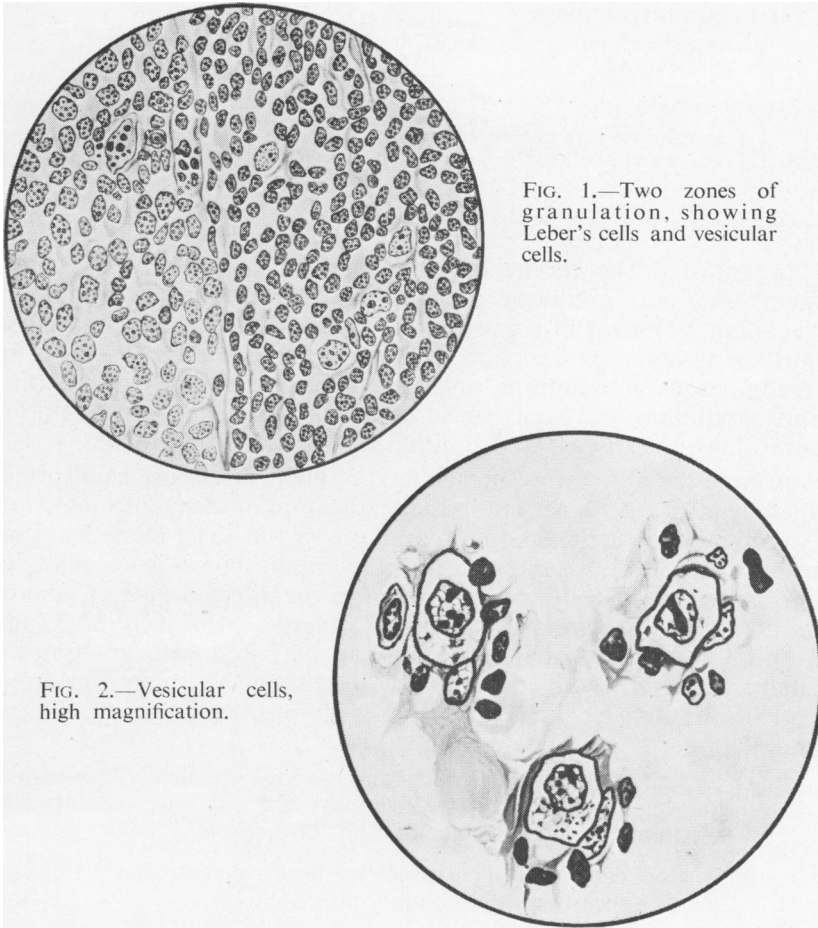 FIG. 1.—Two zones of
granulation, showing
Leber's cells and vesicular
cells.
FIG. 2.—Vesicular cells,
high magnification.